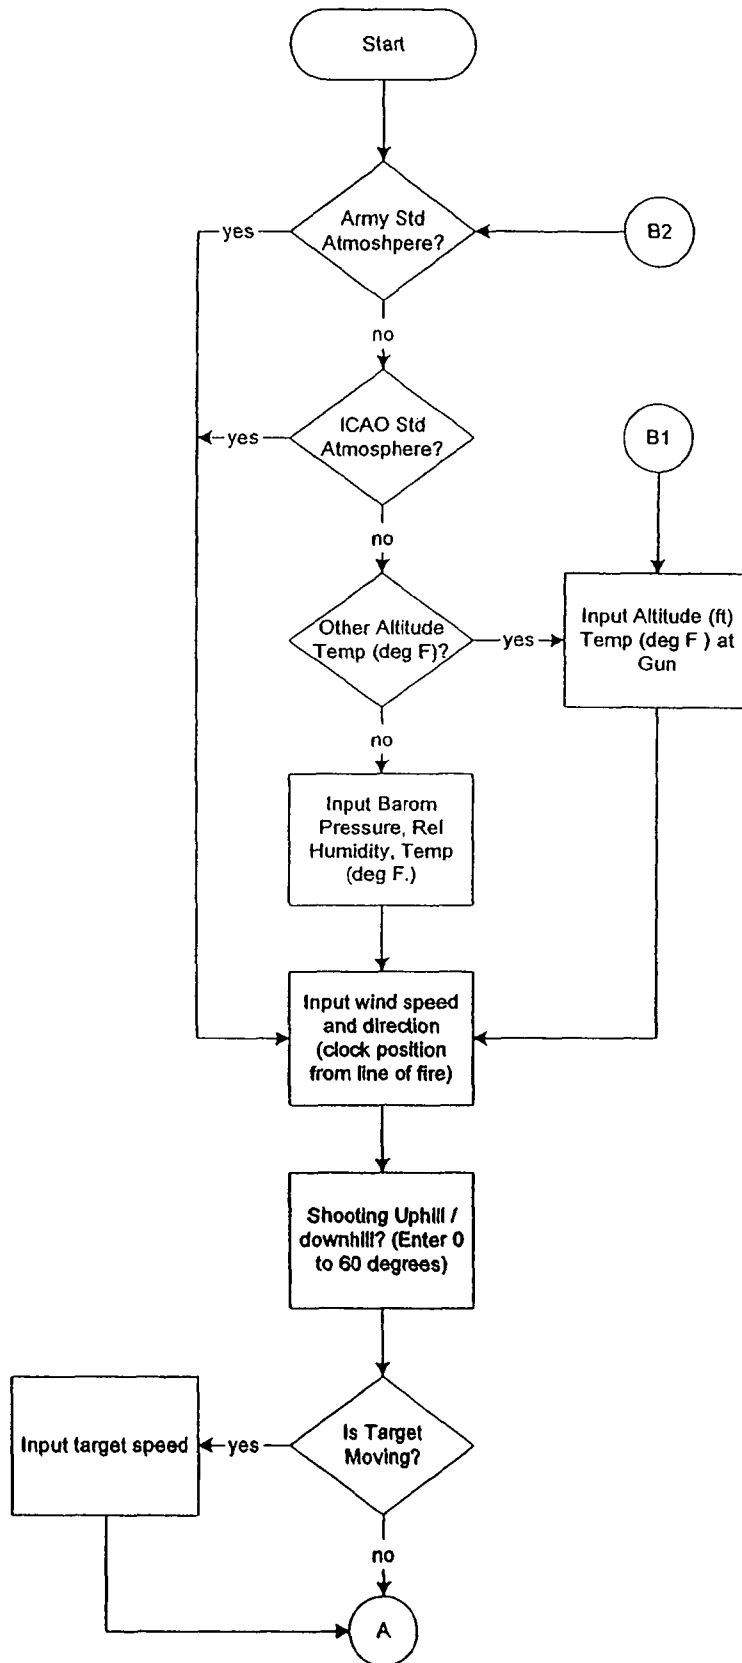 Start
Army Std
Atmoshpere?
yes
B2
no
ICAO Std
Atmosphere?
yes
B1
no
Other Altitude
Temp (deg F)?
yes
Input Altitude (ft)
Temp (deg F ) at
Gun
no
Input Barom
Pressure, Rel
Humidity, Temp
(deg F.)
Input wind speed
and direction
(clock position
from line of fire)
Shooting Uphill /
downhill? (Enter 0
to 60 degrees)
Is Target
Moving?
yes
Input target speed
no
A